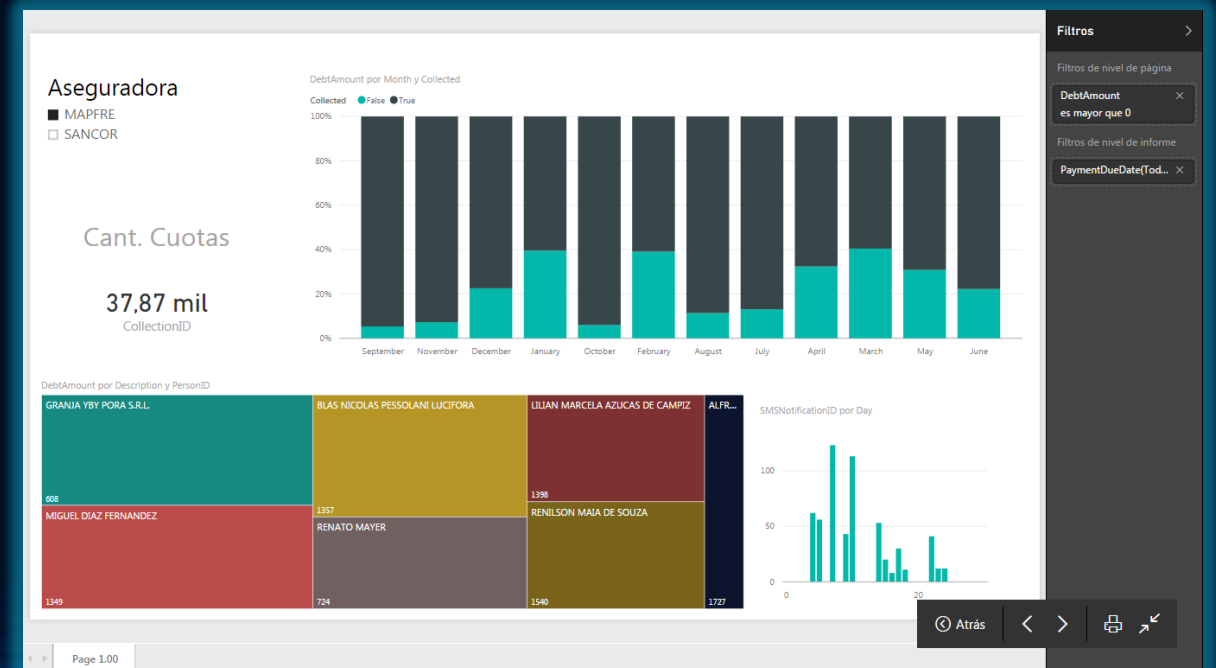 Aseguradora
MAPFRE
SANCOR
Cant. Cuotas
37,87 mil
CollectionID
DebtAmount por Month y Collected
Collected False True
100%
80%
60%
40%
20%
0%
September November December January October February August July April March May June
DebtAmount por Description y PersonID
GRANJA YBY PORA S.R.L.
608
MIGUEL DIAZ FERNANDEZ
1349
BLAS NICOLAS PESSOLANI LUCIFORA
1357
RENATO MAYER
724
LILIAN MARCELA AZUCAS DE CAMPIZ
1398
RENILSON MAIA DE SOUZA
1540
ALFR...
1727
SMSNotificationID por Day
100
50
0
0 20
Filtros
Filtros de nivel de página
DebtAmount
es mayor que 0
Filtros de nivel de informe
PaymentDueDate(Tod...
Atrás
Page 1.00